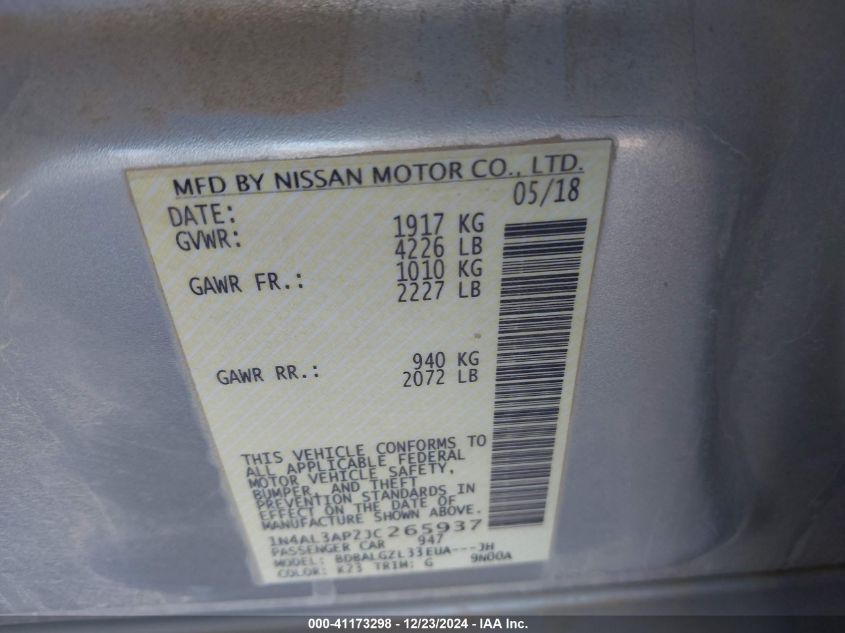 MFD BY NISSAN MOTOR CO., LTD.
DATE: 05/18
GVWR: 1917 KG
4226 LB
GAWR FR.: 1010 KG
2227 LB
GAWR RR.: 940 KG
2072 LB
THIS VEHICLE CONFORMS TO
ALL APPLICABLE FEDERAL
MOTOR VEHICLE SAFETY,
BUMPER, AND THEFT
PREVENTION STANDARDS IN
EFFECT ON THE DATE OF
MANUFACTURE SHOWN ABOVE.
1N4AL3AP2JC265937
PASSENGER CAR 947
MODEL: BDBALGZL33EUA---JH
COLOR: K23 TRIM: G 9N00A
000-41173298 - 12/23/2024 - IAA Inc.